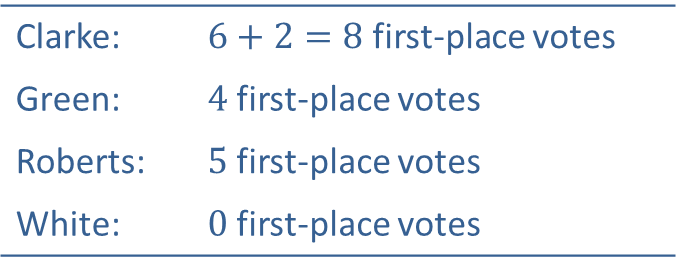 Clarke: 6 + 2 = 8 first-place votes
Green: 4 first-place votes
Roberts: 5 first-place votes
White: 0 first-place votes